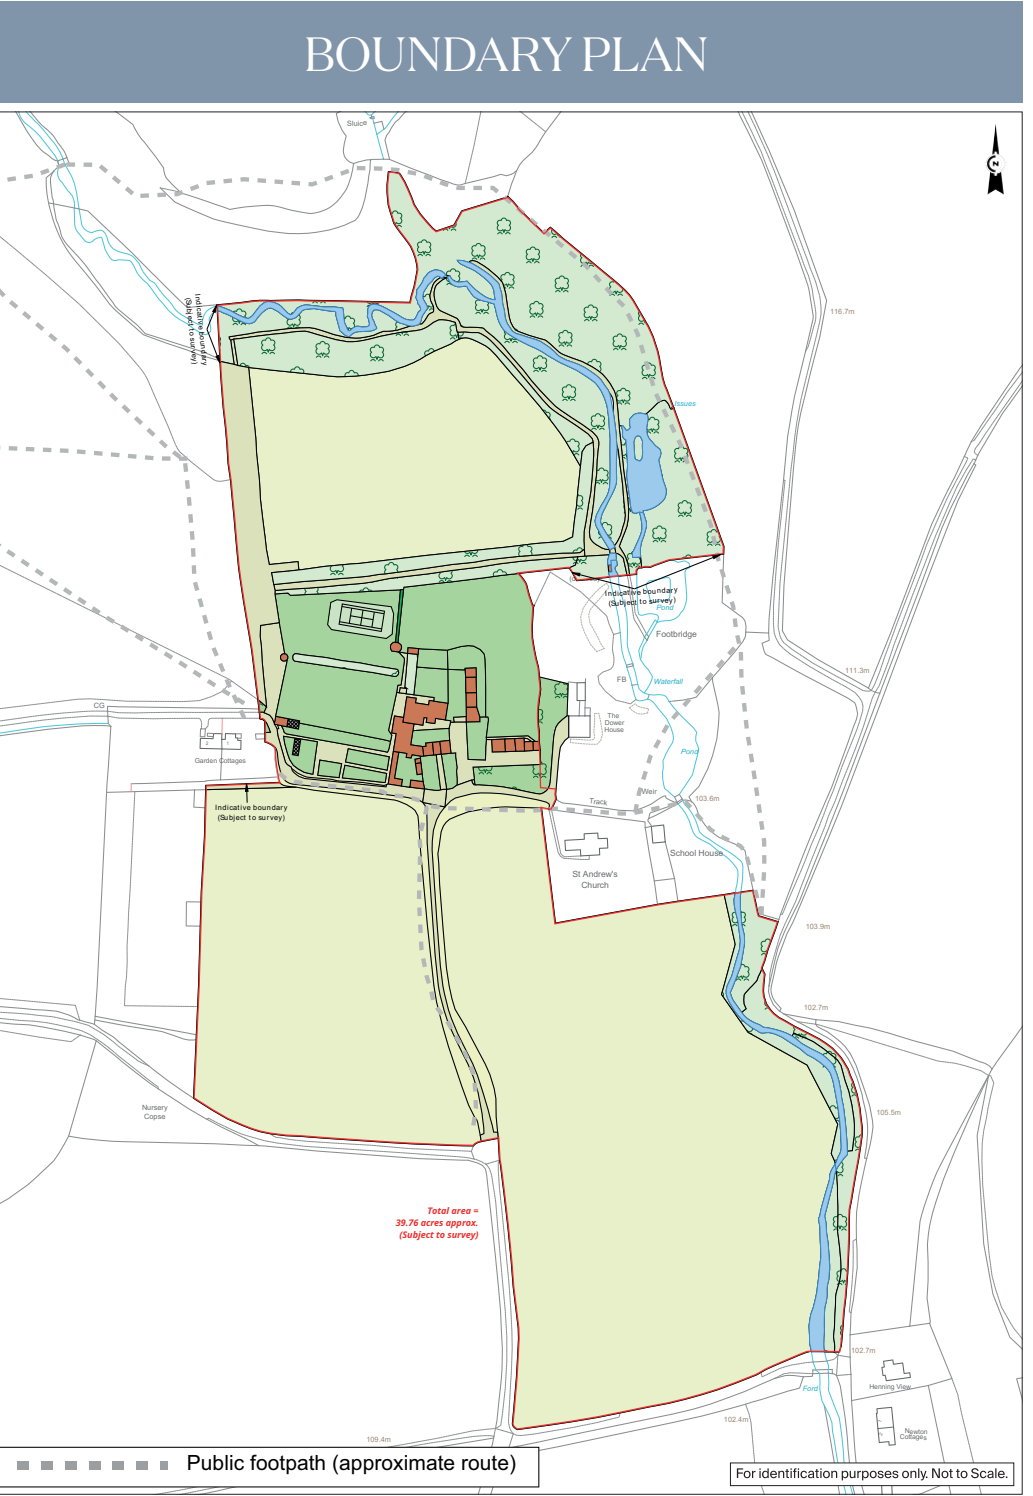 BOUNDARY PLAN
Sluice
N
Indicative boundary
(Subject to survey)
116.7m
Issues
Indicative boundary
(Subject to survey)
Pond
Footbridge
111.3m
FB
Waterfall
CG
The
Dower
House
2
1
Garden Cottages
Pond
Weir
Track
103.6m
Indicative boundary
(Subject to survey)
School House
St Andrew's
Church
103.9m
102.7m
Nursery
Copse
105.5m
Total area =
39.76 acres approx.
(Subject to survey)
102.7m
Ford
Henning View
102.4m
Newton
Cottages
109.4m
Public footpath (approximate route)
For identification purposes only. Not to Scale.